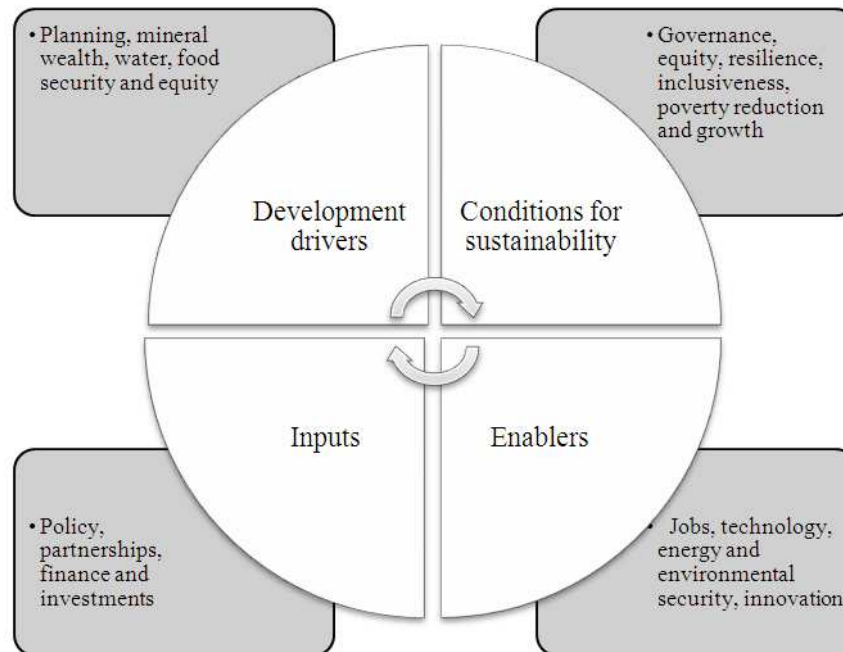 • Planning, mineral
wealth, water, food
security and equity
• Governance,
equity, resilience,
inclusiveness,
poverty reduction
and growth
Development
drivers
Conditions for
sustainability
Inputs
Enablers
• Policy,
partnerships,
finance and
investments
• Jobs, technology,
energy and
environmental
security, innovation